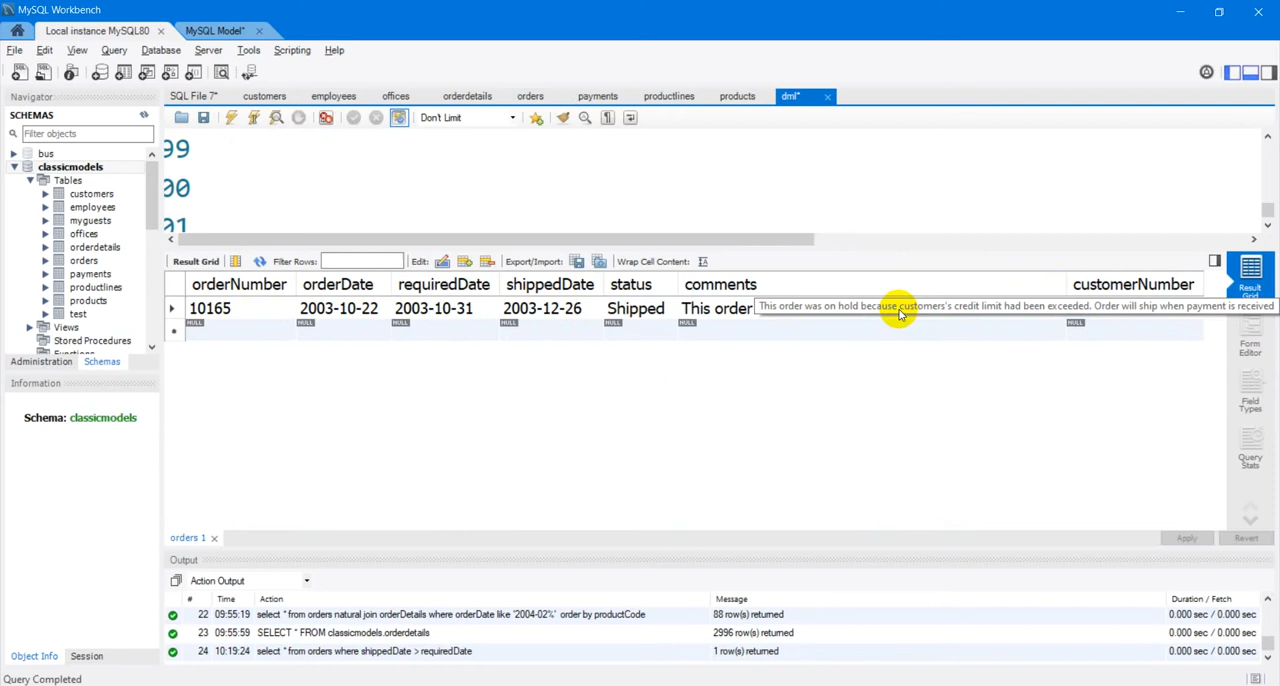 MySQL Workbench
Local instance MySQL80
MySQL Model*
File Edit View Query Database Server Tools Scripting Help
Navigator
SCHEMAS
Filter objects
bus
classicmodels
Tables
customers
employees
myguests
offices
orderdetails
orders
payments
productlines
products
test
Views
Stored Procedures
Administration Schemas
Information
Schema: classicmodels
Object Info Session
Query Completed
SQL File 7* customers employees offices orderdetails orders payments productlines products dml*
Don't Limit
99
00
Result Grid Filter Rows: Edit: Export/Import: Wrap Cell Content:
orderNumber orderDate requiredDate shippedDate status comments customerNumber
10165 2003-10-22 2003-10-31 2003-12-26 Shipped This order
This order was on hold because customers's credit limit had been exceeded. Order will ship when payment is received
NULL NULL NULL NULL NULL NULL NULL
Result
Grid
Form
Editor
Field
Types
Query
Stats
orders 1
Apply Revert
Output
Action Output
# Time Action Message Duration / Fetch
22 09:55:19 select * from orders natural join orderDetails where orderDate like '2004-02%' order by productCode 88 row(s) returned 0.000 sec / 0.000 sec
23 09:55:59 SELECT * FROM classicmodels.orderdetails 2996 row(s) returned 0.000 sec / 0.000 sec
24 10:19:24 select * from orders where shippedDate > requiredDate 1 row(s) returned 0.000 sec / 0.000 sec